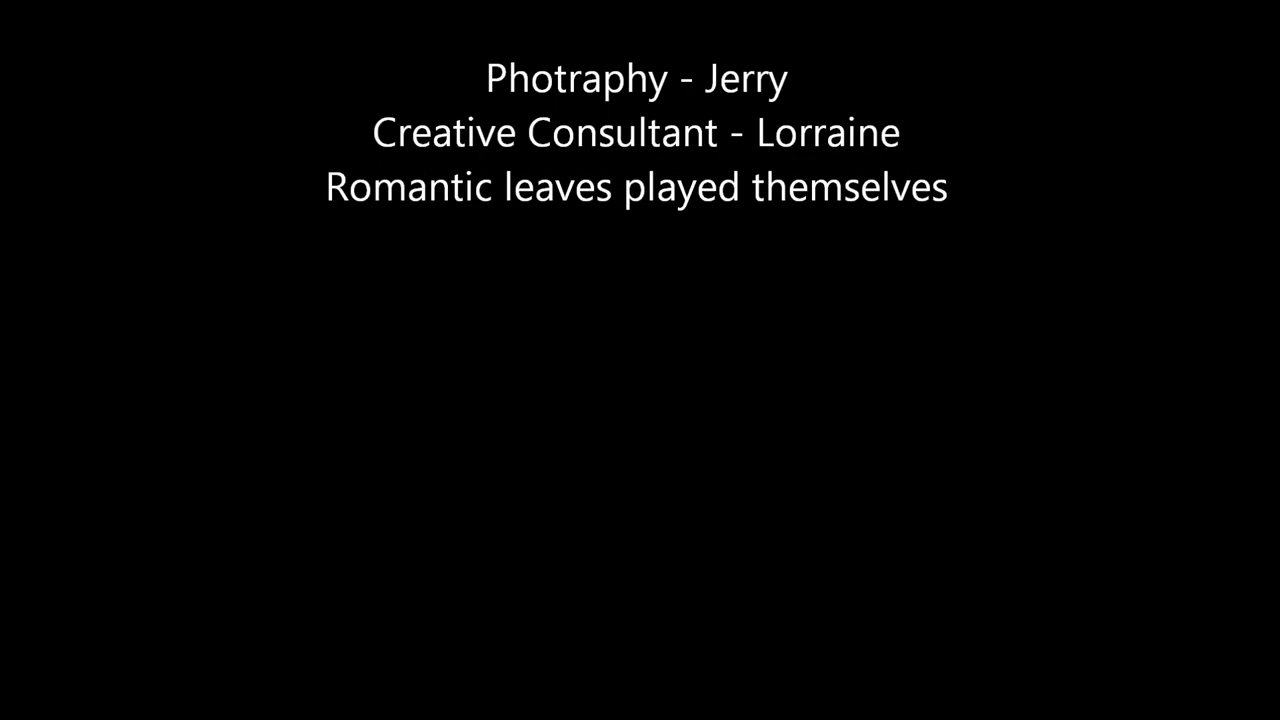 Photraphy - Jerry
Creative Consultant - Lorraine
Romantic leaves played themselves